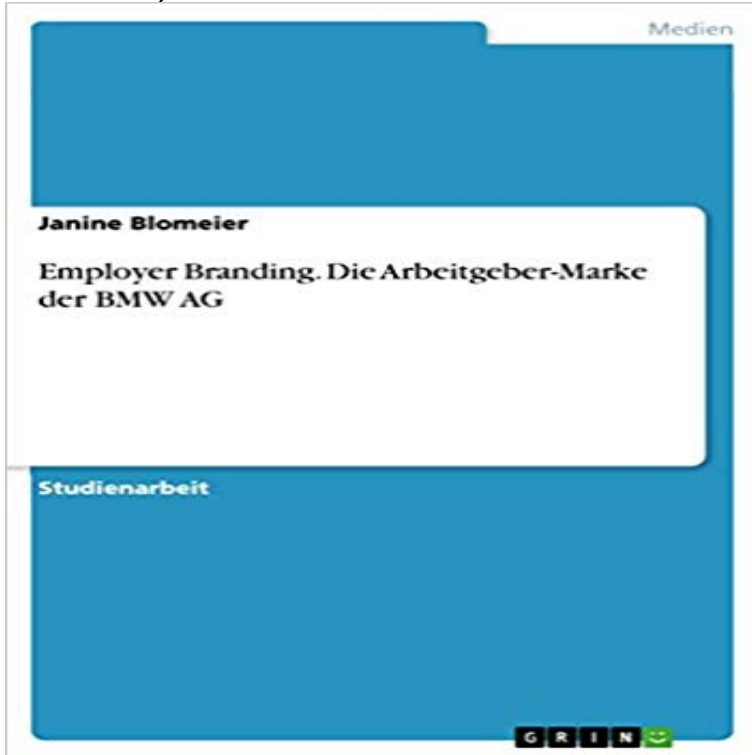 Medien
Janine Blomeier
Employer Branding. Die Arbeitgeber-Marke
der BMW AG
Studienarbeit
GRIN